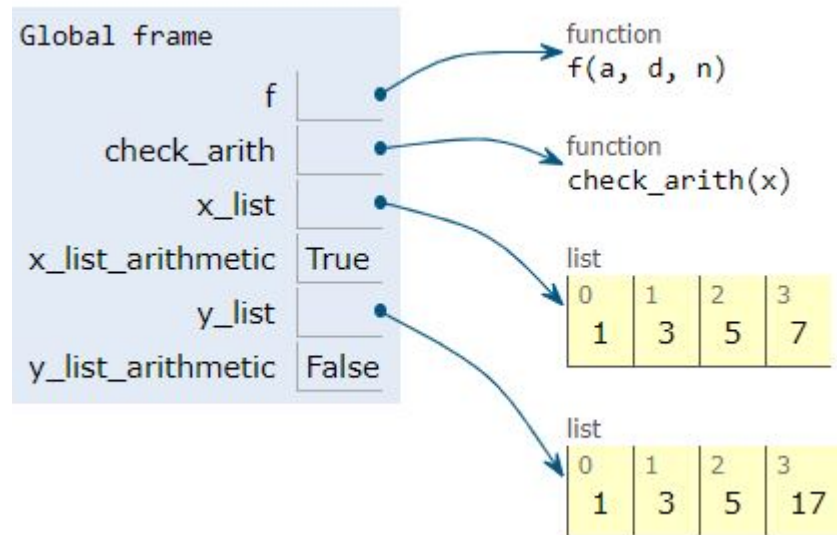 Global frame
f
check_arith
x_list
x_list_arithmetic True
y_list
y_list_arithmetic False
function
f(a, d, n)
function
check_arith(x)
list
0 1 2 3
1 3 5 7
list
0 1 2 3
1 3 5 17